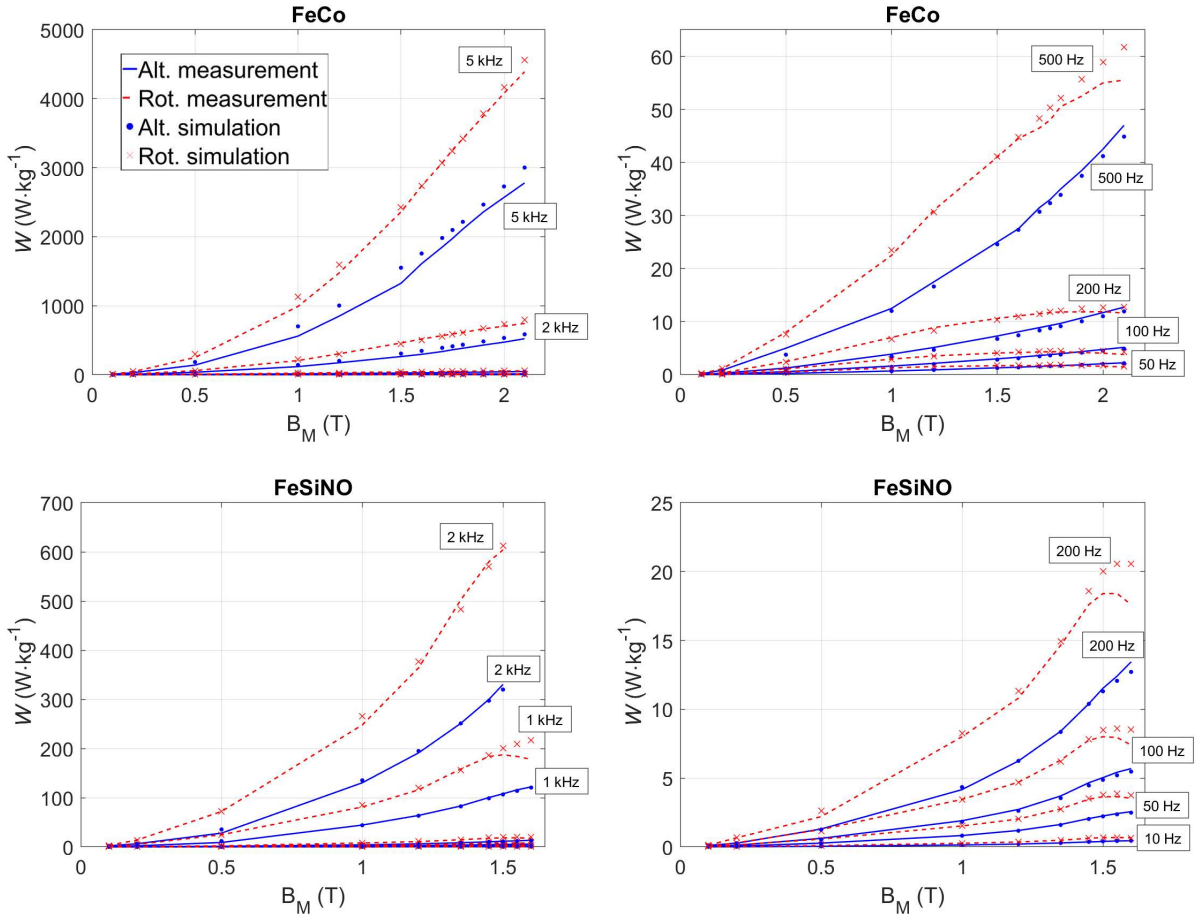 FeCo
5000
4000
3000
2000
1000
0
W (W·kg⁻¹)
Alt. measurement
Rot. measurement
Alt. simulation
Rot. simulation
5 kHz
5 kHz
2 kHz
0 0.5 1 1.5 2
B_M (T)
FeCo
60
50
40
30
20
10
0
W (W·kg⁻¹)
500 Hz
500 Hz
200 Hz
100 Hz
50 Hz
0 0.5 1 1.5 2
B_M (T)
FeSiNO
700
600
500
400
300
200
100
0
W (W·kg⁻¹)
2 kHz
2 kHz
1 kHz
1 kHz
0 0.5 1 1.5
B_M (T)
FeSiNO
25
20
15
10
5
0
W (W·kg⁻¹)
200 Hz
200 Hz
100 Hz
50 Hz
10 Hz
0 0.5 1 1.5
B_M (T)